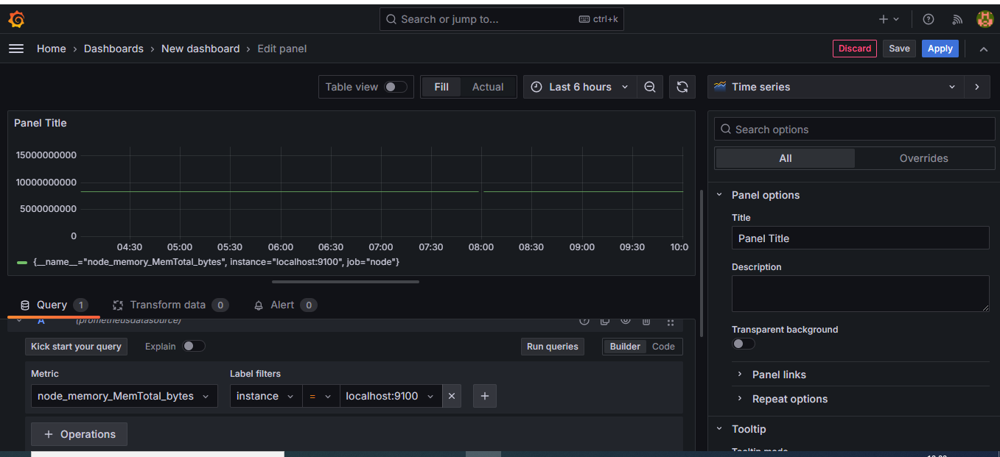 Search or jump to... ctrl+k
Home › Dashboards › New dashboard › Edit panel
Discard Save Apply
Table view Fill Actual Last 6 hours
Time series
Panel Title
15000000000
10000000000
5000000000
0
04:30 05:00 05:30 06:00 06:30 07:00 07:30 08:00 08:30 09:00 09:30 10:0
{__name__="node_memory_MemTotal_bytes", instance="localhost:9100", job="node"}
Query 1 Transform data 0 Alert 0
A (prometheusdatasource)
Kick start your query Explain Run queries Builder Code
Metric Label filters
node_memory_MemTotal_bytes instance = localhost:9100
+ Operations
Search options
All Overrides
Panel options
Title
Panel Title
Description
Transparent background
Panel links
Repeat options
Tooltip
Tooltip mode